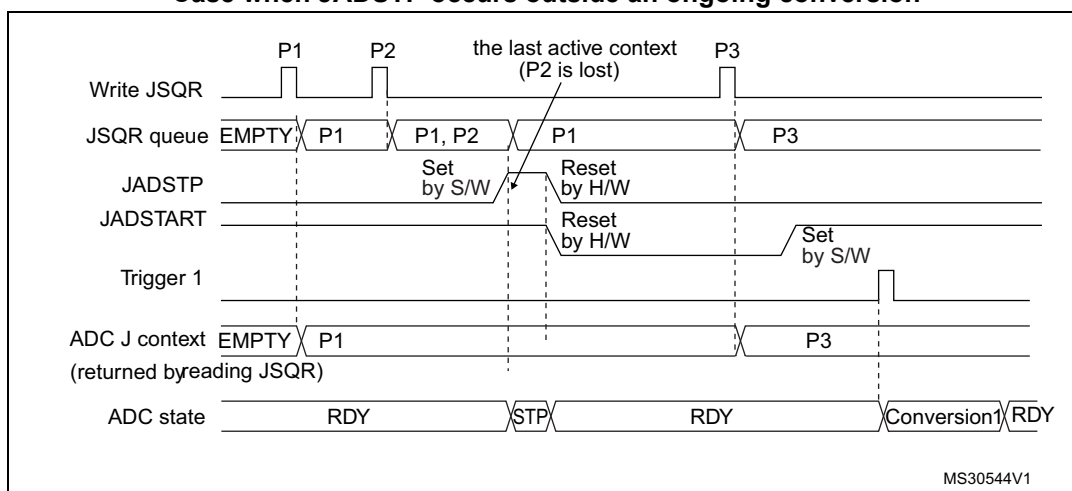 Case when JADSTP occurs outside an ongoing conversion
P1 P2 the last active context P3
(P2 is lost)
Write JSQR
JSQR queue EMPTY P1 P1, P2 P1 P3
Set Reset
JADSTP by S/W by H/W
JADSTART Reset Set
by H/W by S/W
Trigger 1
ADC J context EMPTY P1 P3
(returned byreading JSQR)
ADC state RDY STP RDY Conversion1 RDY
MS30544V1